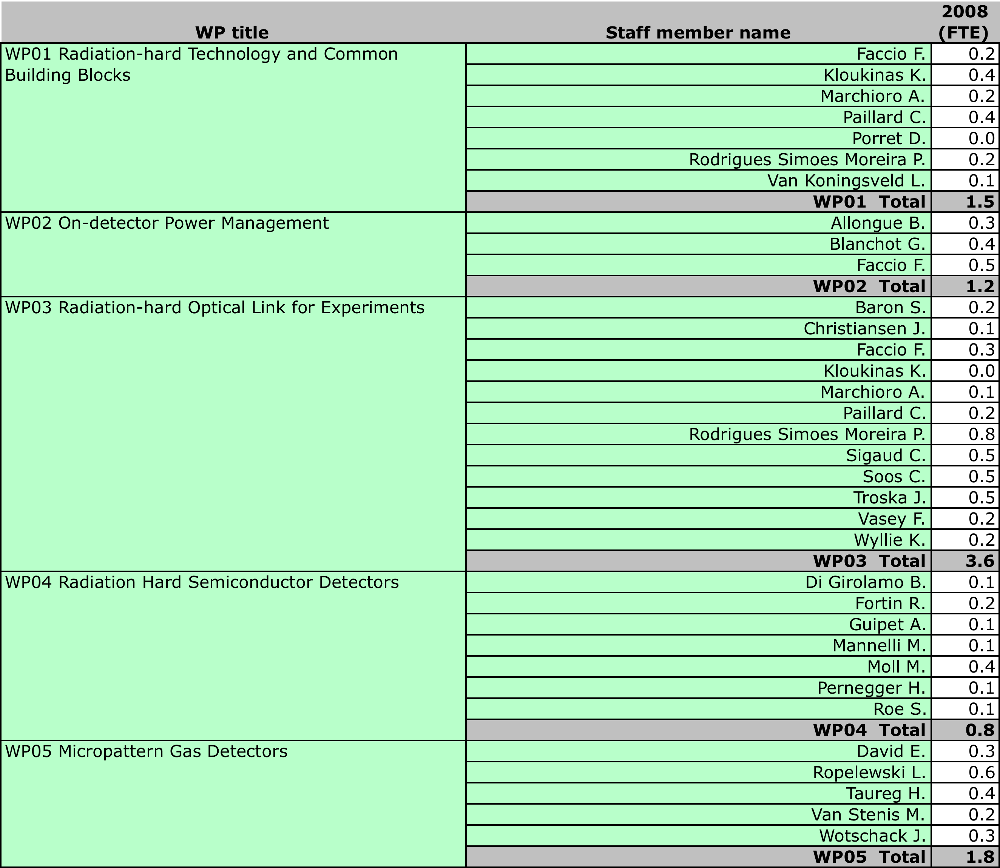 2008
WP title Staff member name (FTE)
WP01 Radiation-hard Technology and Common Faccio F. 0.2
Building Blocks Kloukinas K. 0.4
Marchioro A. 0.2
Paillard C. 0.4
Porret D. 0.0
Rodrigues Simoes Moreira P. 0.2
Van Koningsveld L. 0.1
WP01 Total 1.5
WP02 On-detector Power Management Allongue B. 0.3
Blanchot G. 0.4
Faccio F. 0.5
WP02 Total 1.2
WP03 Radiation-hard Optical Link for Experiments Baron S. 0.2
Christiansen J. 0.1
Faccio F. 0.3
Kloukinas K. 0.0
Marchioro A. 0.1
Paillard C. 0.2
Rodrigues Simoes Moreira P. 0.8
Sigaud C. 0.5
Soos C. 0.5
Troska J. 0.5
Vasey F. 0.2
Wyllie K. 0.2
WP03 Total 3.6
WP04 Radiation Hard Semiconductor Detectors Di Girolamo B. 0.1
Fortin R. 0.2
Guipet A. 0.1
Mannelli M. 0.1
Moll M. 0.4
Pernegger H. 0.1
Roe S. 0.1
WP04 Total 0.8
WP05 Micropattern Gas Detectors David E. 0.3
Ropelewski L. 0.6
Taureg H. 0.4
Van Stenis M. 0.2
Wotschack J. 0.3
WP05 Total 1.8